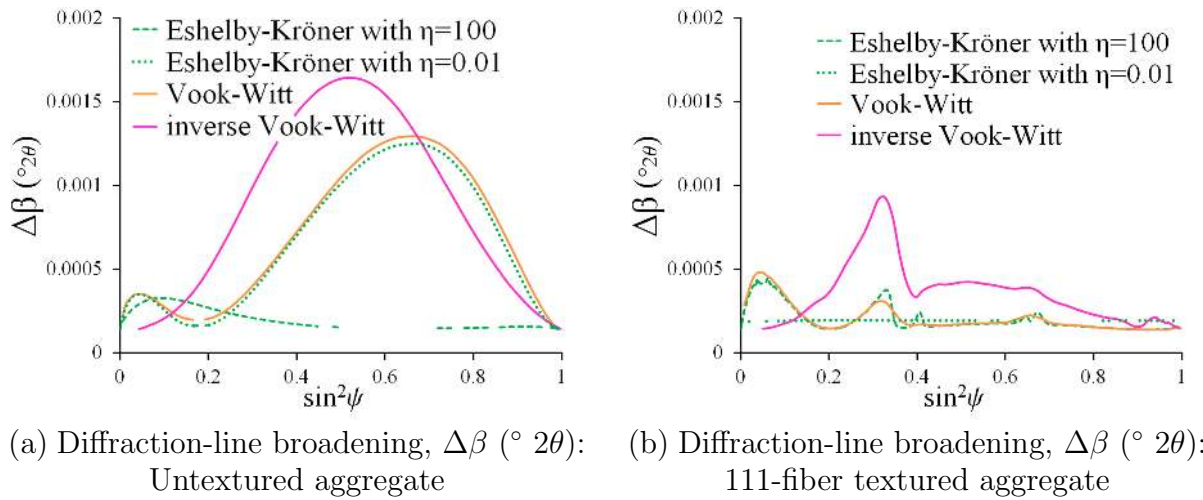 0.002
0.0015
0.001
0.0005
0
Δβ (°2θ)
Eshelby-Kröner with η=100
Eshelby-Kröner with η=0.01
Vook-Witt
inverse Vook-Witt
0 0.2 0.4 0.6 0.8 1
sin²ψ
(a) Diffraction-line broadening, Δβ (° 2θ):
Untextured aggregate
0.002
0.0015
0.001
0.0005
0
Δβ (°2θ)
Eshelby-Kröner with η=100
Eshelby-Kröner with η=0.01
Vook-Witt
inverse Vook-Witt
0 0.2 0.4 0.6 0.8 1
sin²ψ
(b) Diffraction-line broadening, Δβ (° 2θ):
111-fiber textured aggregate